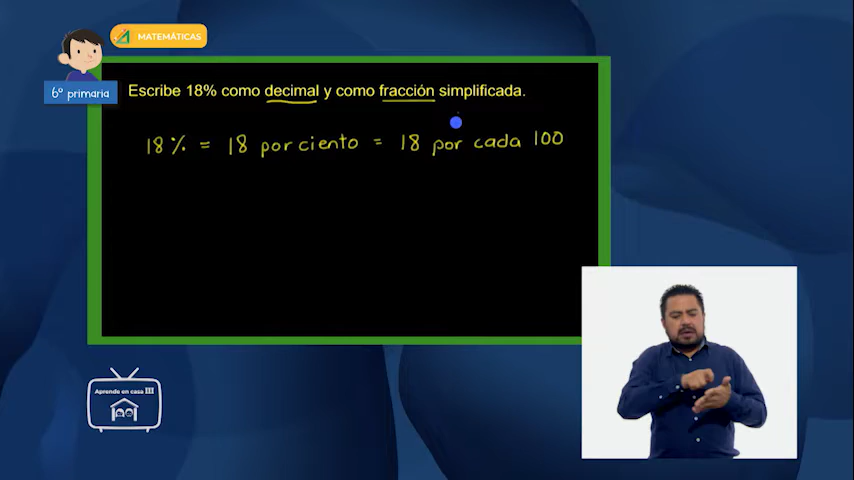 MATEMÁTICAS
6º primaria
Escribe 18% como decimal y como fracción simplificada.
18% = 18 por ciento = 18 por cada 100
Aprende en casa III